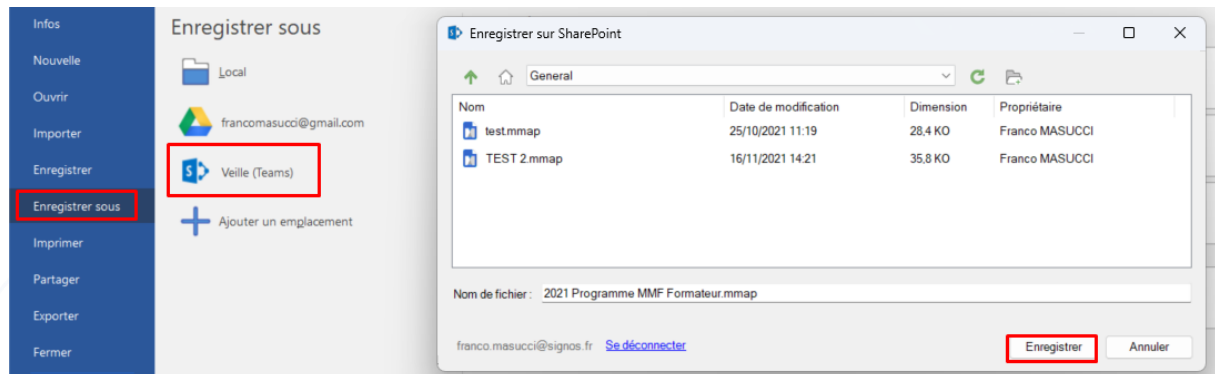 Infos
Nouvelle
Ouvrir
Importer
Enregistrer
Enregistrer sous
Imprimer
Partager
Exporter
Fermer
Enregistrer sous
Local
francomasucci@gmail.com
Veille (Teams)
Ajouter un emplacement
Enregistrer sur SharePoint
General
Nom Date de modification Dimension Propriétaire
test.mmap 25/10/2021 11:19 28,4 KO Franco MASUCCI
TEST 2.mmap 16/11/2021 14:21 35,8 KO Franco MASUCCI
Nom de fichier : 2021 Programme MMF Formateur.mmap
franco.masucci@signos.fr Se déconnecter
Enregistrer Annuler